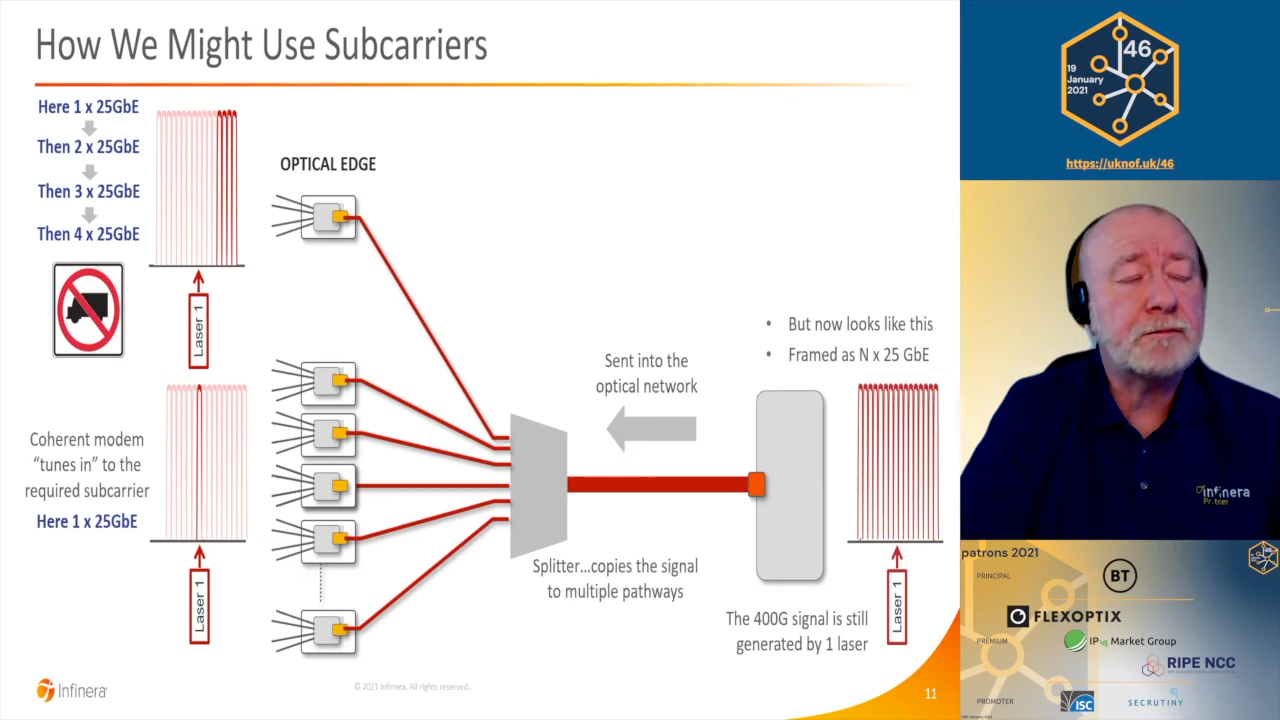 How We Might Use Subcarriers
Here 1 x 25GbE
Then 2 x 25GbE
Then 3 x 25GbE
Then 4 x 25GbE
Laser 1
OPTICAL EDGE
Coherent modem
"tunes in" to the
required subcarrier
Here 1 x 25GbE
Laser 1
Sent into the
optical network
• But now looks like this
• Framed as N x 25 GbE
Splitter...copies the signal
to multiple pathways
The 400G signal is still
generated by 1 laser
Laser 1
Infinera
© 2021 Infinera. All rights reserved.
11
46
19
January
2021
https://uknof.uk/46
Infinera
patrons 2021
PRINCIPAL
BT
FLEXOPTIX
PREMIUM
IPv4 Market Group
RIPE NCC
PROMOTER
ISC
SECRUTINY